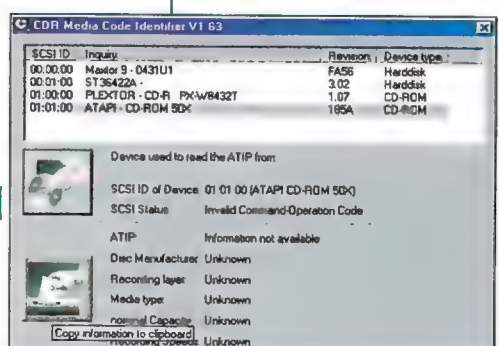 CDR Media Code Identifier V1 63
SCSI ID Inquiry Revision Device type
00:00:00 Maxtor 9 - 0431U1 FA56 Harddisk
00:01:00 ST36422A - 3.02 Harddisk
01:00:00 PLEXTOR - CD-R PX-W8432T 1.07 CD-ROM
01:01:00 ATAPI - CD-ROM 50X 185A CD-ROM
Device used to read the ATIP from
SCSI ID of Device 01 01 00 (ATAPI CD-ROM 50X)
SCSI Status Invalid Command-Operation Code
ATIP Information not available
Disc Manufacturer Unknown
Recording layer Unknown
Media type: Unknown
nominal Capacity Unknown
Copy information to clipboard
Recording Speeds Unknown